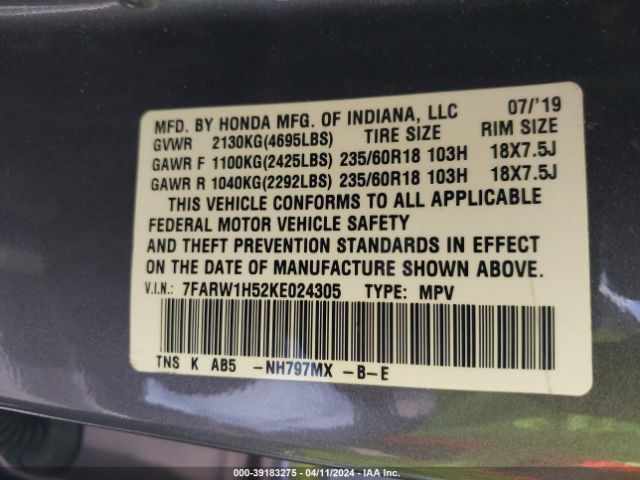 MFD. BY HONDA MFG. OF INDIANA, LLC 07/'19
GVWR 2130KG(4695LBS) TIRE SIZE RIM SIZE
GAWR F 1100KG(2425LBS) 235/60R18 103H 18X7.5J
GAWR R 1040KG(2292LBS) 235/60R18 103H 18X7.5J
THIS VEHICLE CONFORMS TO ALL APPLICABLE
FEDERAL MOTOR VEHICLE SAFETY
AND THEFT PREVENTION STANDARDS IN EFFECT
ON THE DATE OF MANUFACTURE SHOWN ABOVE.
V.I.N.: 7FARW1H52KE024305 TYPE: MPV
TNS K AB5 -NH797MX -B-E
000-39183275 - 04/11/2024 - IAA Inc.